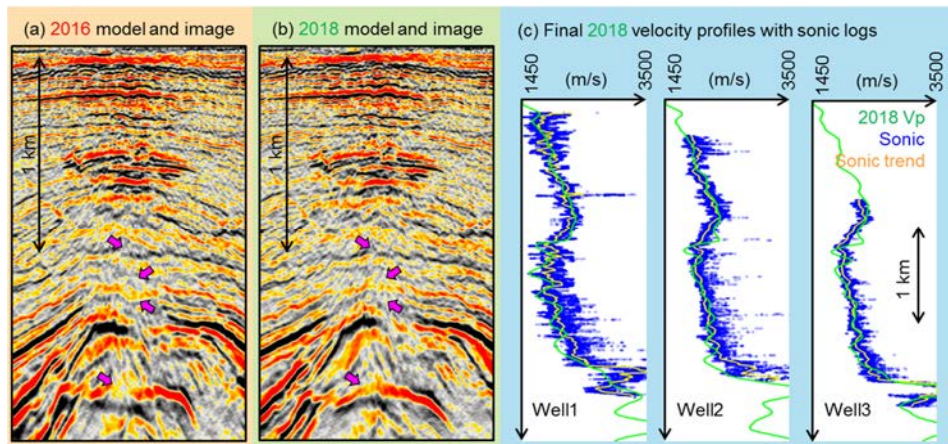 (a) 2016 model and image
(b) 2018 model and image
(c) Final 2018 velocity profiles with sonic logs
1 km
1 km
1450
(m/s)
3500
1450
(m/s)
3500
1450
(m/s)
3500
2018 Vp
Sonic
Sonic trend
1 km
Well1
Well2
Well3